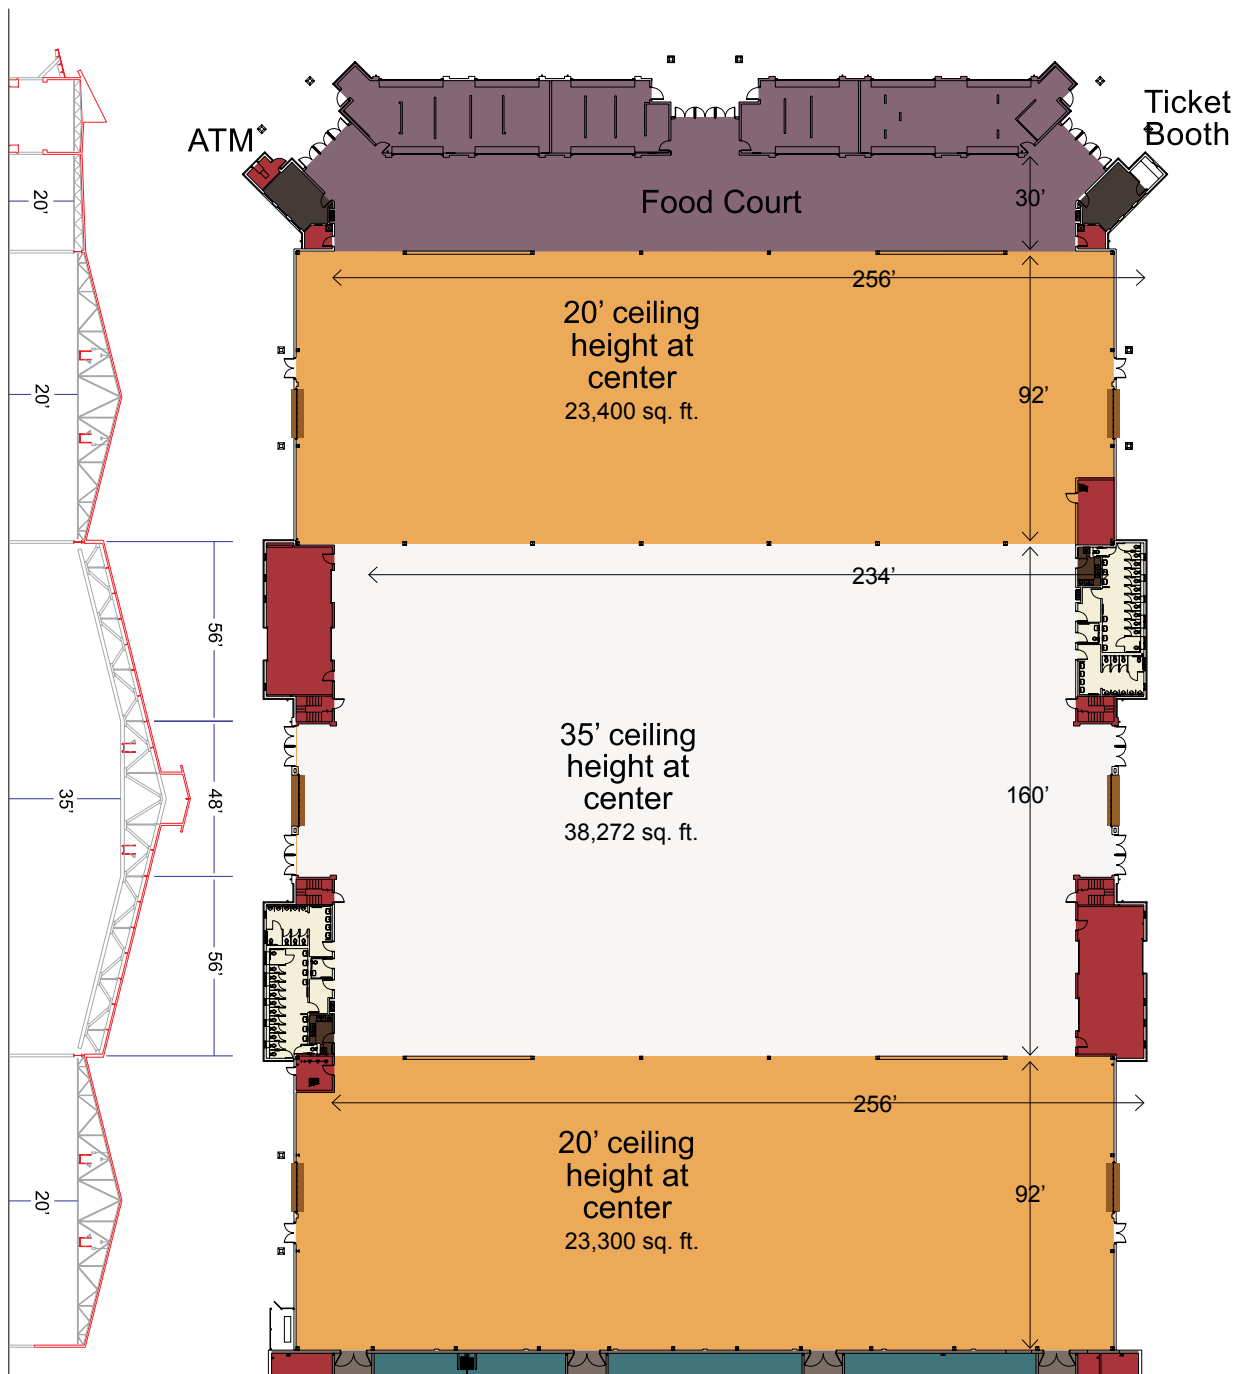 Ticket
Booth
ATM
Food Court
30’
20’
256’
20’ ceiling
height at
center
23,400 sq. ft.
92’
20’
234’
56’
35’ ceiling
height at
center
38,272 sq. ft.
160’
35’
48’
56’
256’
20’ ceiling
height at
center
23,300 sq. ft.
92’
20’